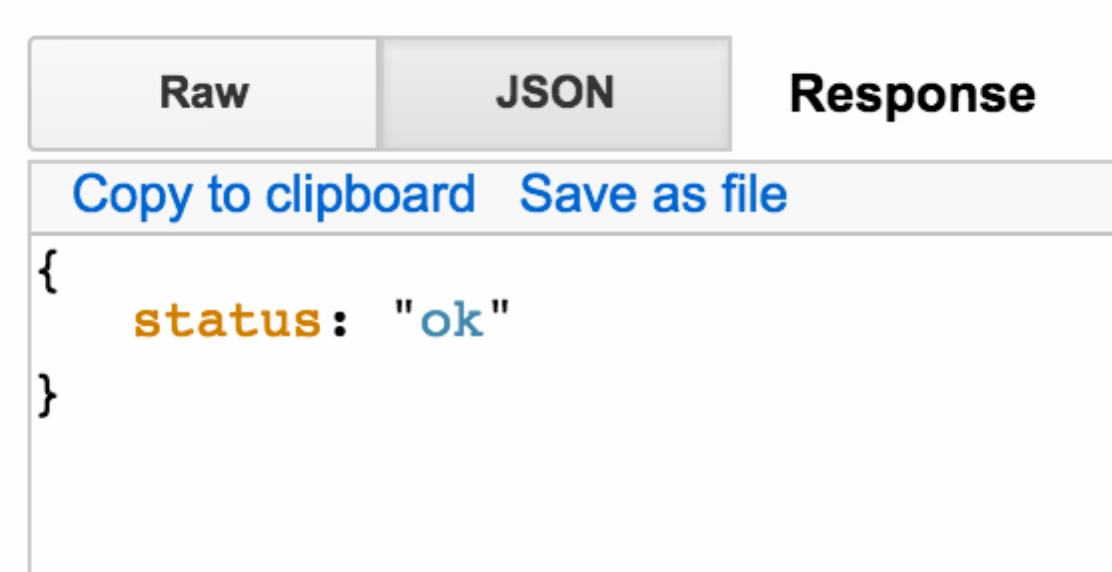 Raw JSON Response
Copy to clipboard Save as file
{
status: "ok"
}